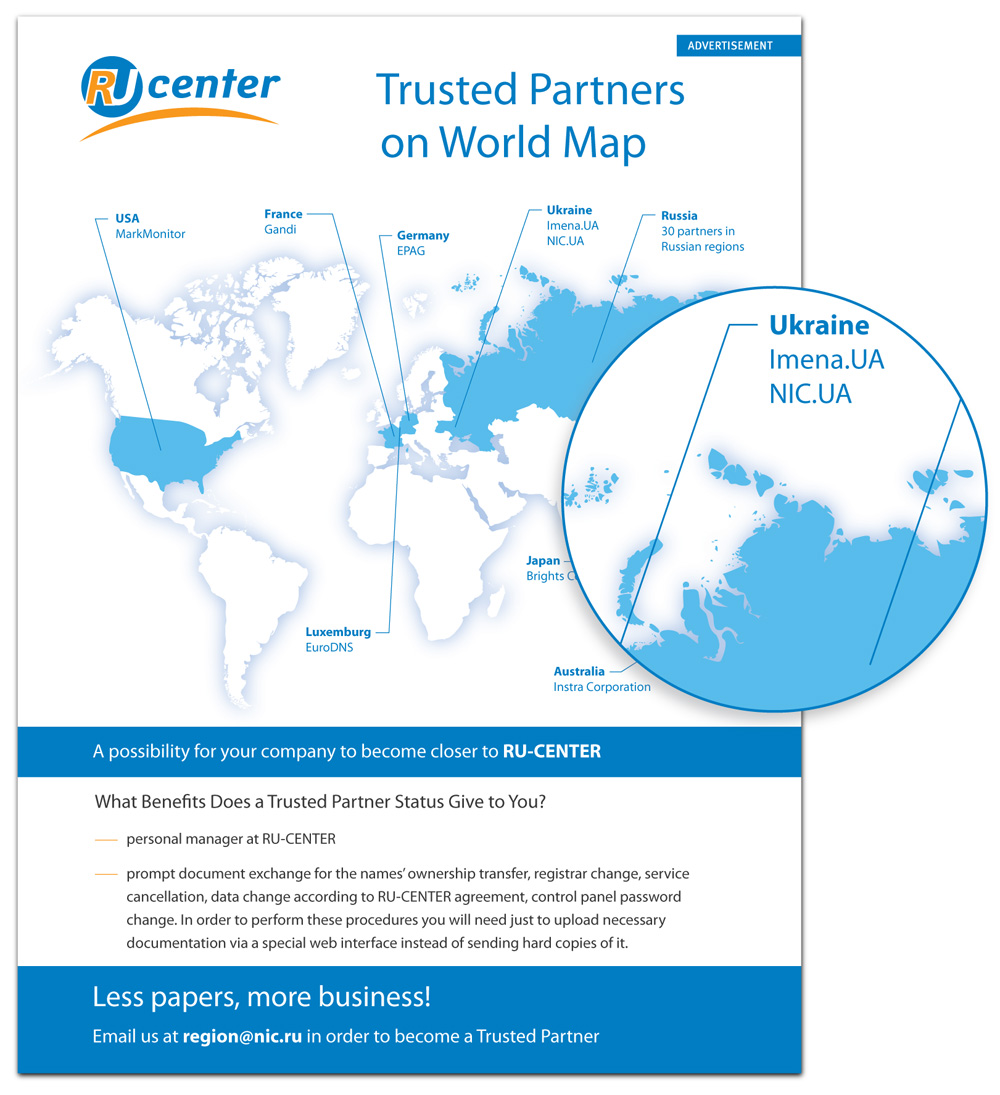 ADVERTISEMENT
RU center
Trusted Partners
on World Map
USA
MarkMonitor
France
Gandi
Germany
EPAG
Ukraine
Imena.UA
NIC.UA
Russia
30 partners in
Russian regions
Ukraine
Imena.UA
NIC.UA
Japan
Brights
Luxemburg
EuroDNS
Australia
Instra Corporation
A possibility for your company to become closer to RU-CENTER
What Benefits Does a Trusted Partner Status Give to You?
— personal manager at RU-CENTER
— prompt document exchange for the names’ ownership transfer, registrar change, service
cancellation, data change according to RU-CENTER agreement, control panel password
change. In order to perform these procedures you will need just to upload necessary
documentation via a special web interface instead of sending hard copies of it.
Less papers, more business!
Email us at region@nic.ru in order to become a Trusted Partner